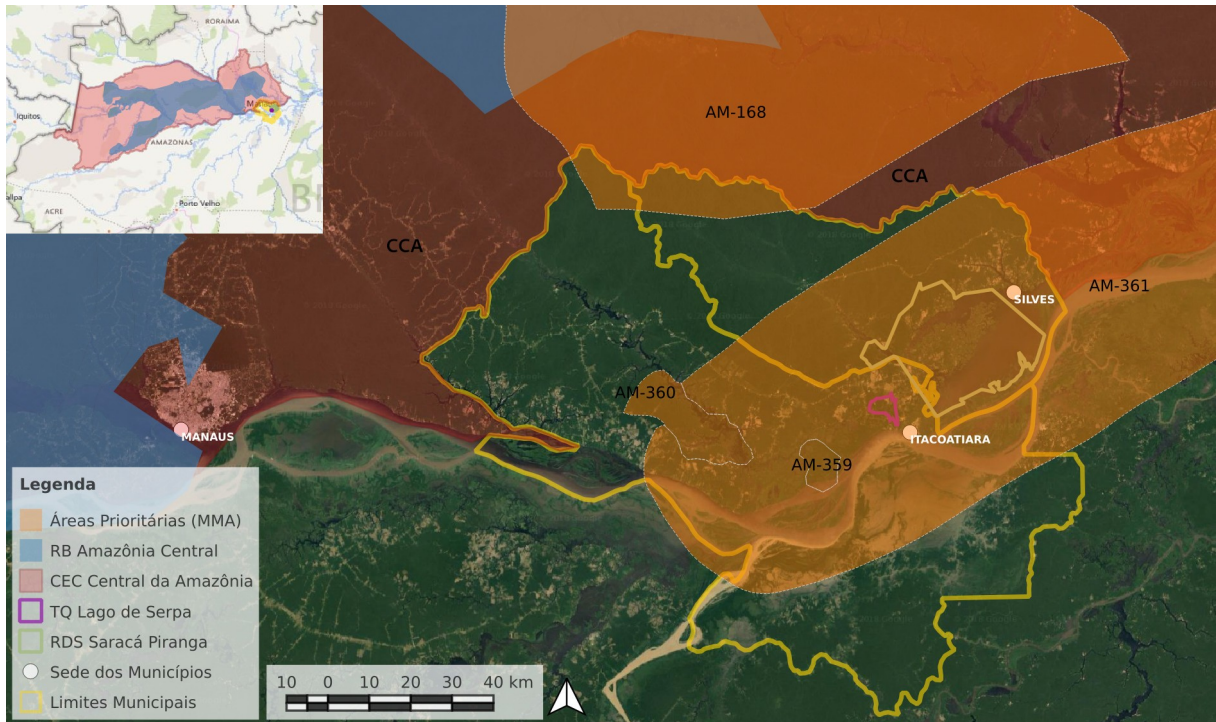 RORAIMA
Iquitos
AMAZONAS
ACRE
Porto Velho
AM-168
CCA
CCA
AM-361
SILVES
AM-360
MANAUS
ITACOATIARA
AM-359
Legenda
Áreas Prioritárias (MMA)
RB Amazônia Central
CEC Central da Amazônia
TQ Lago de Serpa
RDS Saracá Piranga
Sede dos Municípios
Limites Municipais
10 0 10 20 30 40 km